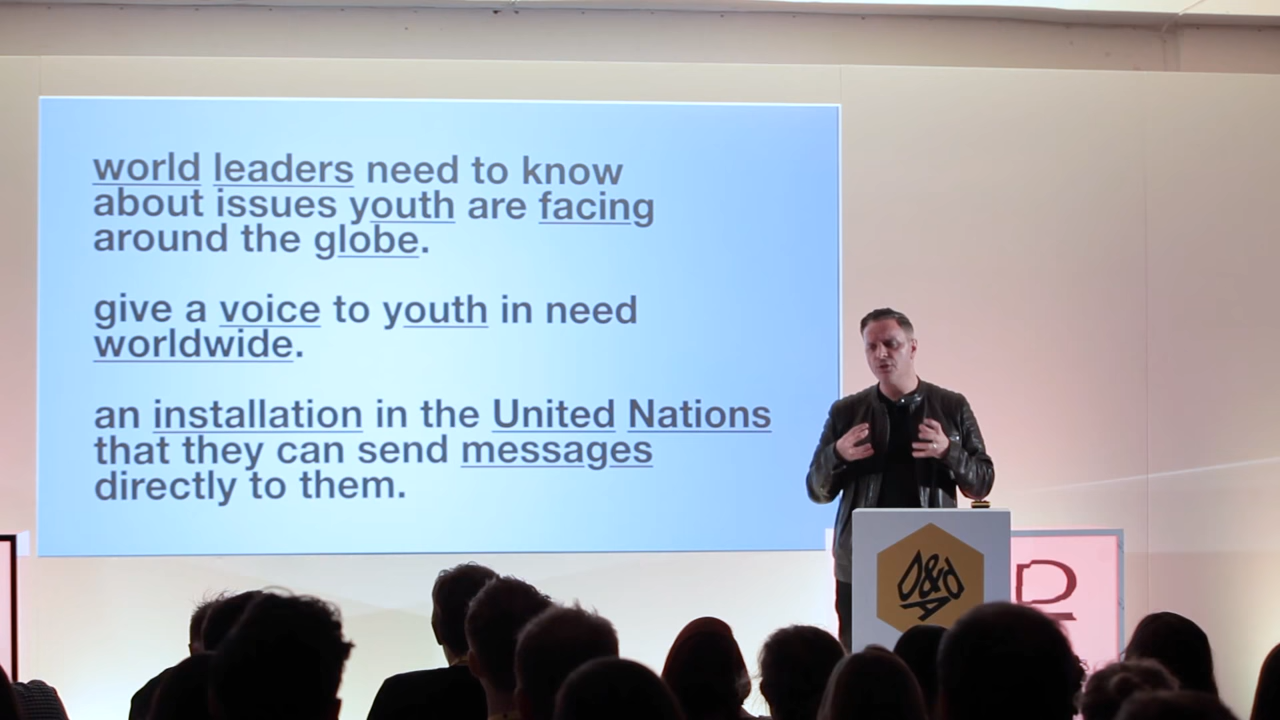 world leaders need to know
about issues youth are facing
around the globe.
give a voice to youth in need
worldwide.
an installation in the United Nations
that they can send messages
directly to them.
D&AD